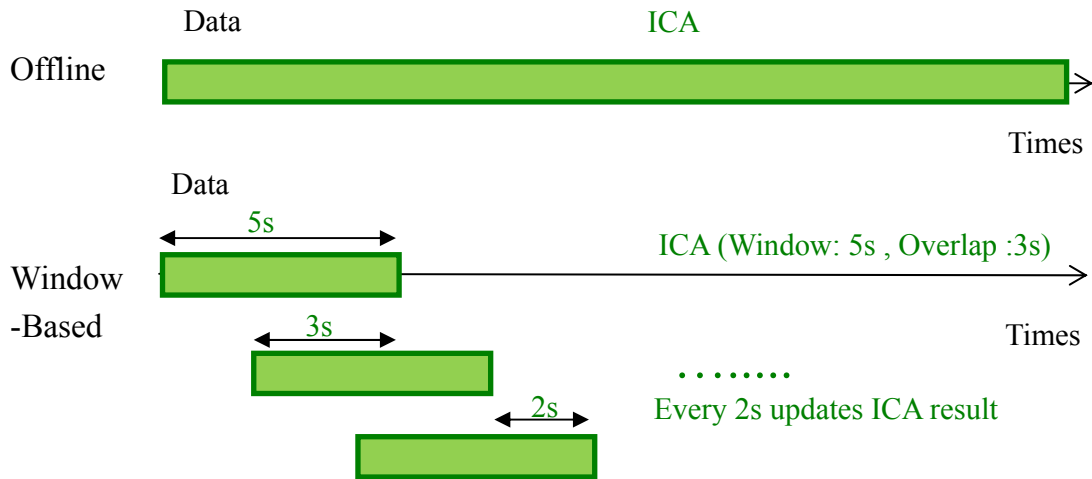 Data
ICA
Offline
Times
Data
5s
ICA (Window: 5s , Overlap :3s)
Window
-Based
3s
Times
........
2s
Every 2s updates ICA result